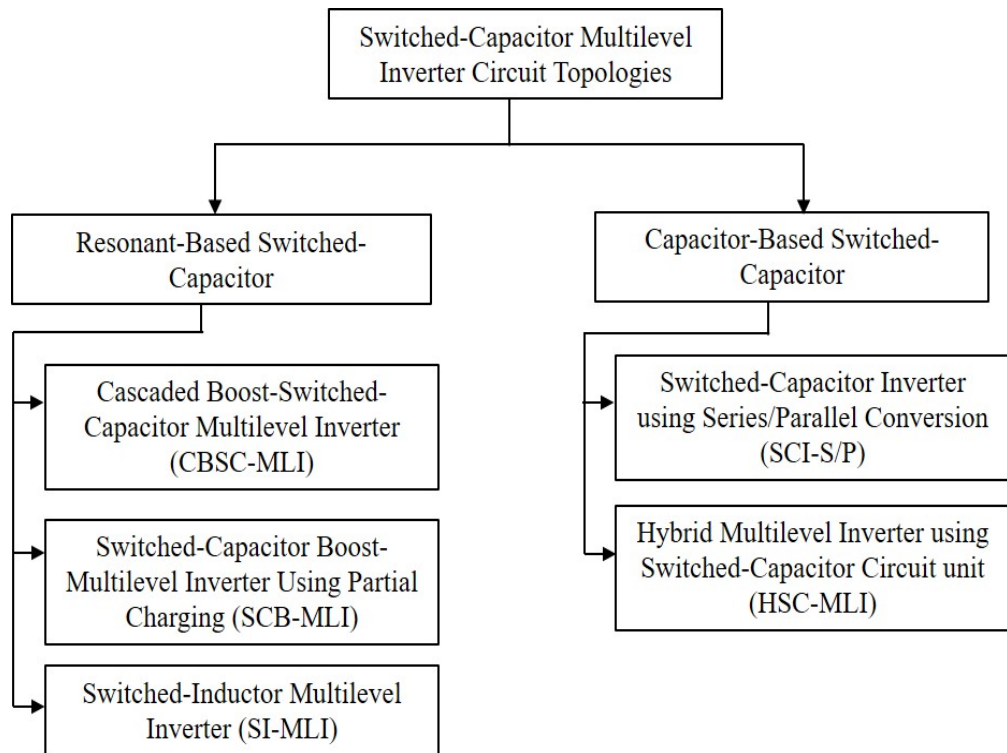 Switched-Capacitor Multilevel
Inverter Circuit Topologies
Resonant-Based Switched-
Capacitor
Capacitor-Based Switched-
Capacitor
Cascaded Boost-Switched-
Capacitor Multilevel Inverter
(CBSC-MLI)
Switched-Capacitor Boost-
Multilevel Inverter Using Partial
Charging (SCB-MLI)
Switched-Inductor Multilevel
Inverter (SI-MLI)
Switched-Capacitor Inverter
using Series/Parallel Conversion
(SCI-S/P)
Hybrid Multilevel Inverter using
Switched-Capacitor Circuit unit
(HSC-MLI)